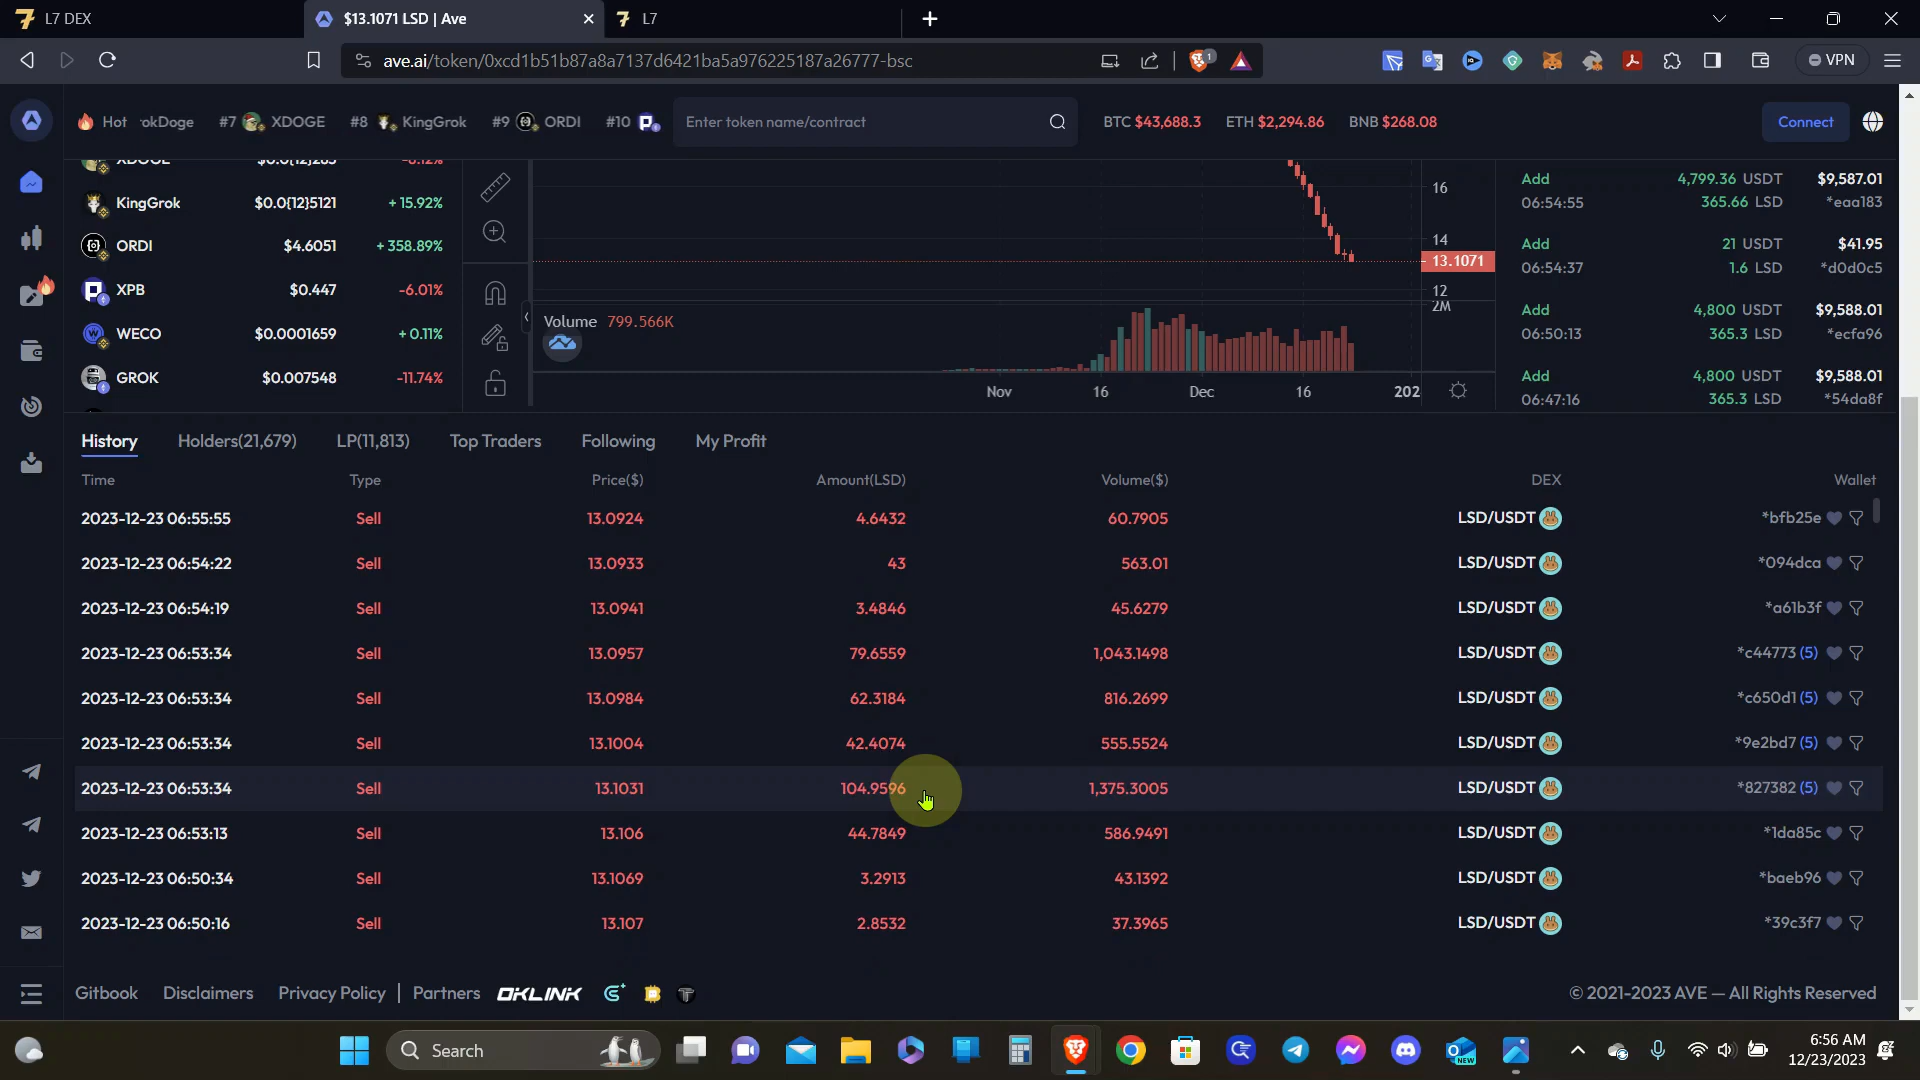 L7 DEX
$13.1071 LSD | Ave
L7
ave.ai/token/0xcd1b51b87a8a7137d6421ba5a976225187a26777-bsc
1
VPN
Hot
okDoge
#7 XDOGE
#8 KingGrok
#9 ORDI
#10
Enter token name/contract
BTC $43,688.3
ETH $2,294.86
BNB $268.08
Connect
XDOGE $0.0{12}285 -8.12%
KingGrok $0.0{12}5121 +15.92%
ORDI $4.6051 +358.89%
XPB $0.447 -6.01%
WECO $0.0001659 +0.11%
GROK $0.007548 -11.74%
16
14
13.1071
12
2M
Volume 799.566K
Nov 16 Dec 16 202
Add 4,799.36 USDT $9,587.01
06:54:55 365.66 LSD *eaa183
Add 21 USDT $41.95
06:54:37 1.6 LSD *d0d0c5
Add 4,800 USDT $9,588.01
06:50:13 365.3 LSD *ecfa96
Add 4,800 USDT $9,588.01
06:47:16 365.3 LSD *54da8f
History Holders(21,679) LP(11,813) Top Traders Following My Profit
Time Type Price($) Amount(LSD) Volume($) DEX Wallet
2023-12-23 06:55:55 Sell 13.0924 4.6432 60.7905 LSD/USDT *bfb25e
2023-12-23 06:54:22 Sell 13.0933 43 563.01 LSD/USDT *094dca
2023-12-23 06:54:19 Sell 13.0941 3.4846 45.6279 LSD/USDT *a61b3f
2023-12-23 06:53:34 Sell 13.0957 79.6559 1,043.1498 LSD/USDT *c44773 (5)
2023-12-23 06:53:34 Sell 13.0984 62.3184 816.2699 LSD/USDT *c650d1 (5)
2023-12-23 06:53:34 Sell 13.1004 42.4074 555.5524 LSD/USDT *9e2bd7 (5)
2023-12-23 06:53:34 Sell 13.1031 104.9596 1,375.3005 LSD/USDT *827382 (5)
2023-12-23 06:53:13 Sell 13.106 44.7849 586.9491 LSD/USDT *1da85c
2023-12-23 06:50:34 Sell 13.1069 3.2913 43.1392 LSD/USDT *baeb96
2023-12-23 06:50:16 Sell 13.107 2.8532 37.3965 LSD/USDT *39c3f7
Gitbook Disclaimers Privacy Policy | Partners OKLINK
© 2021-2023 AVE — All Rights Reserved
Search
NEW
6:56 AM
12/23/2023